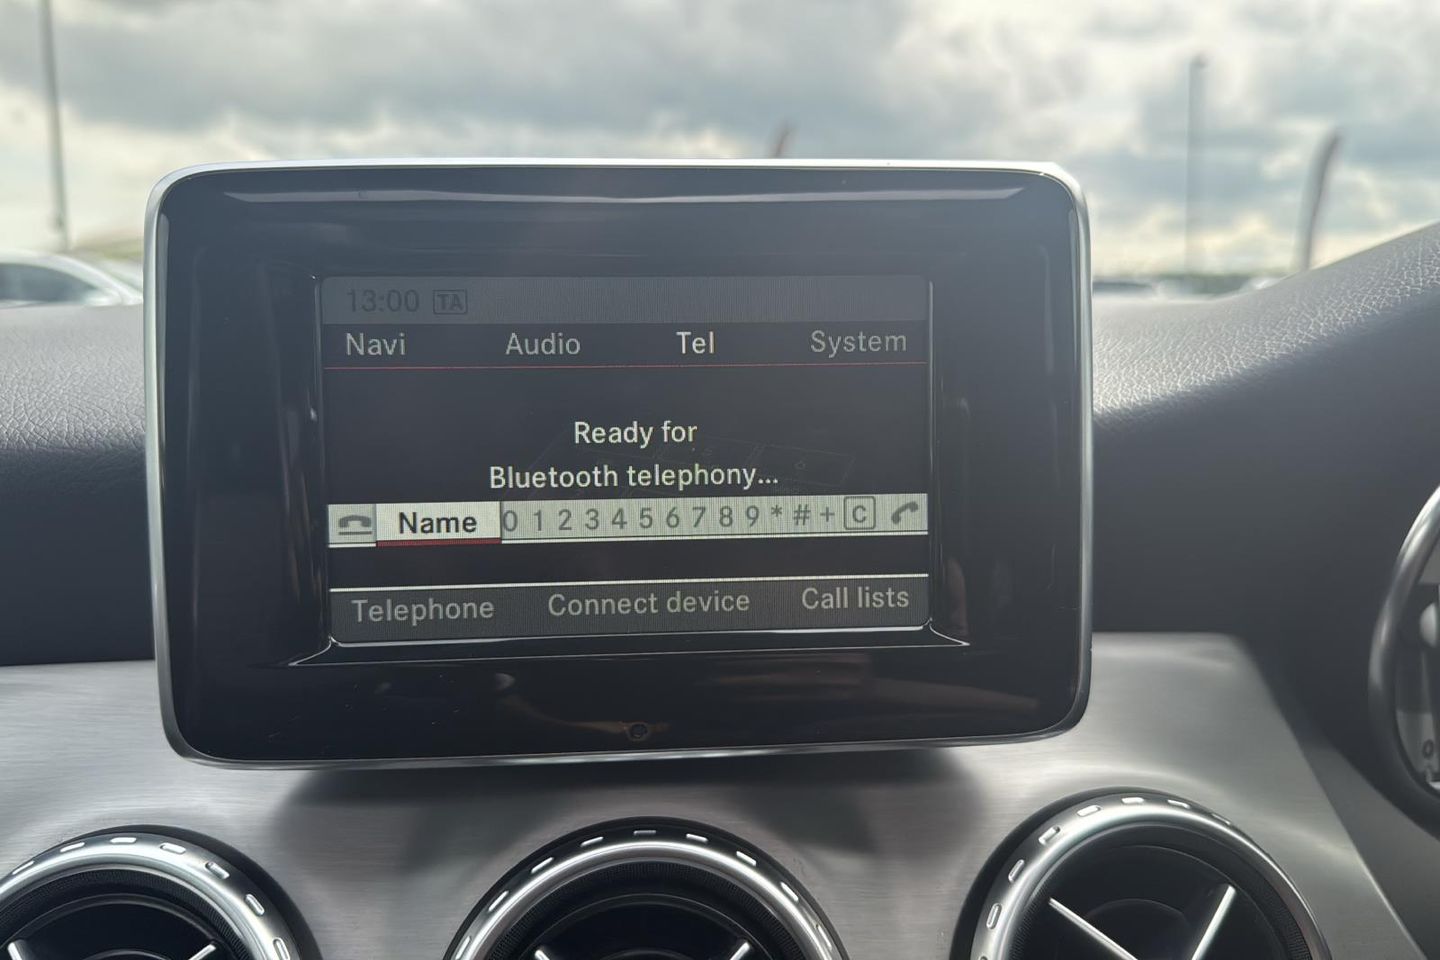 13:00 TA
Navi Audio Tel System
Ready for
Bluetooth telephony...
Name 0 1 2 3 4 5 6 7 8 9 * # + C
Telephone Connect device Call lists